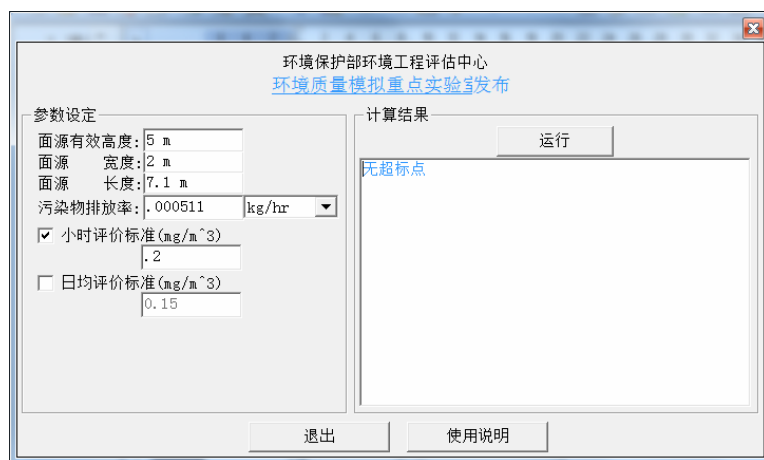 环境保护部环境工程评估中心
环境质量模拟重点实验室发布
参数设定
面源有效高度: 5 m
面源 宽度: 2 m
面源 长度: 7.1 m
污染物排放率: .000511 kg/hr
小时评价标准(mg/m^3)
.2
日均评价标准(mg/m^3)
0.15
计算结果
运行
无超标点
退出
使用说明